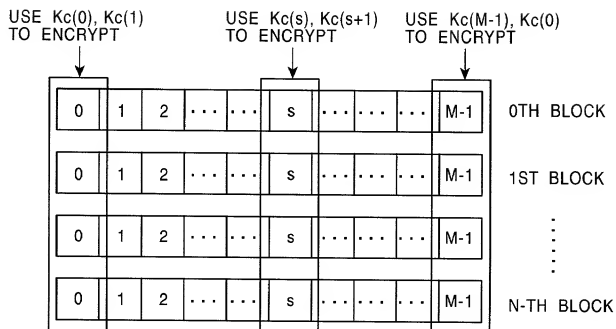 USE Kc(0), Kc(1)
TO ENCRYPT
USE Kc(s), Kc(s+1)
TO ENCRYPT
USE Kc(M-1), Kc(0)
TO ENCRYPT
0 1 2 ... ... s ... ... ... M-1 0TH BLOCK
0 1 2 ... ... s ... ... ... M-1 1ST BLOCK
0 1 2 ... ... s ... ... ... M-1
0 1 2 ... ... s ... ... ... M-1 N-TH BLOCK